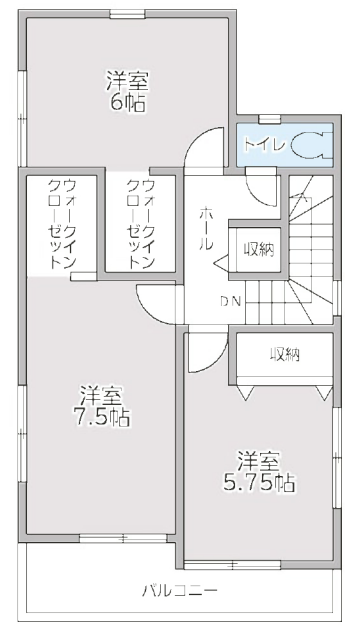 洋室
6帖
トイレ
ウォークイン
クローゼット
ウォークイン
クローゼット
ホール
収納
DN
収納
洋室
7.5帖
洋室
5.75帖
バルコニー